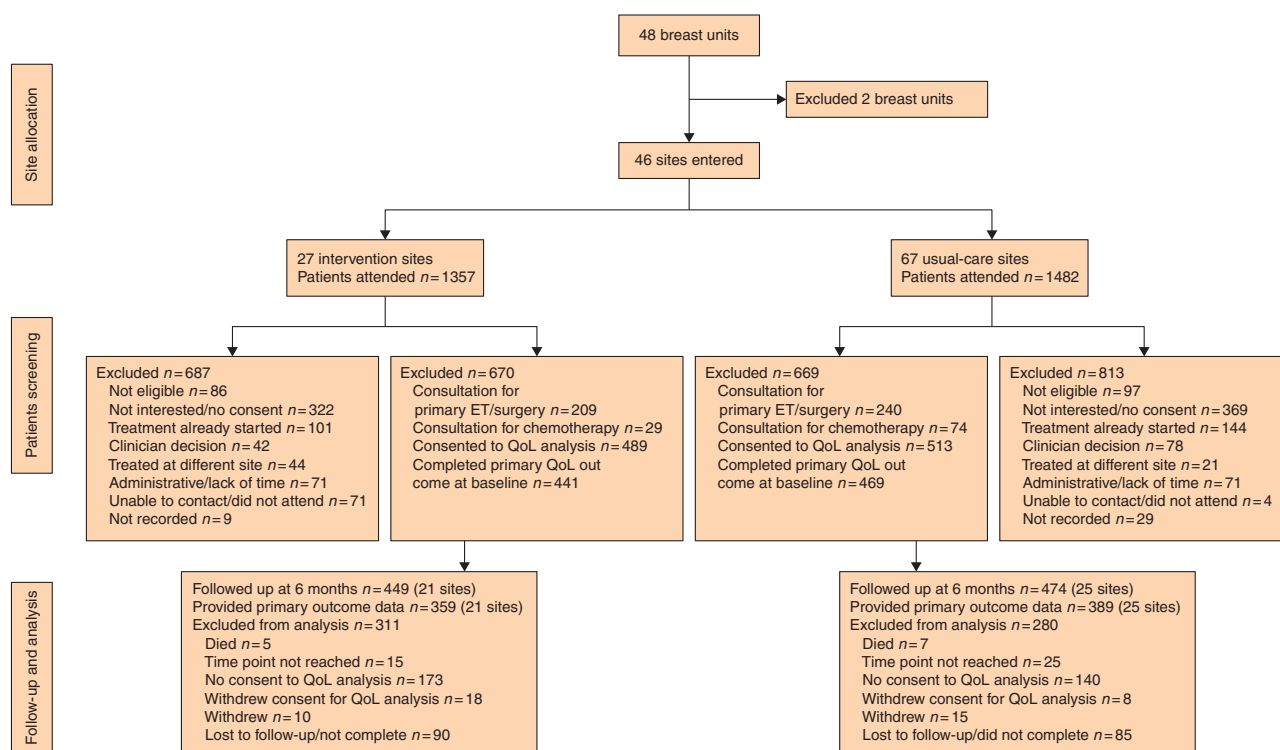 48 breast units
Excluded 2 breast units
46 sites entered
Site allocation
27 intervention sites
Patients attended n=1357
67 usual-care sites
Patients attended n=1482
Patients screening
Excluded n=687
Not eligible n=86
Not interested/no consent n=322
Treatment already started n=101
Clinician decision n=42
Treated at different site n=44
Administrative/lack of time n=71
Unable to contact/did not attend n=71
Not recorded n=9
Excluded n=670
Consultation for
primary ET/surgery n=209
Consultation for chemotherapy n=29
Consented to QoL analysis n=489
Completed primary QoL out
come at baseline n=441
Excluded n=669
Consultation for
primary ET/surgery n=240
Consultation for chemotherapy n=74
Consented to QoL analysis n=513
Completed primary QoL out
come at baseline n=469
Excluded n=813
Not eligible n=97
Not interested/no consent n=369
Treatment already started n=144
Clinician decision n=78
Treated at different site n=21
Administrative/lack of time n=71
Unable to contact/did not attend n=4
Not recorded n=29
Follow-up and analysis
Followed up at 6 months n=449 (21 sites)
Provided primary outcome data n=359 (21 sites)
Excluded from analysis n=311
Died n=5
Time point not reached n=15
No consent to QoL analysis n=173
Withdrew consent for QoL analysis n=18
Withdrew n=10
Lost to follow-up/not complete n=90
Followed up at 6 months n=474 (25 sites)
Provided primary outcome data n=389 (25 sites)
Excluded from analysis n=280
Died n=7
Time point not reached n=25
No consent to QoL analysis n=140
Withdrew consent for QoL analysis n=8
Withdrew n=15
Lost to follow-up/did not complete n=85